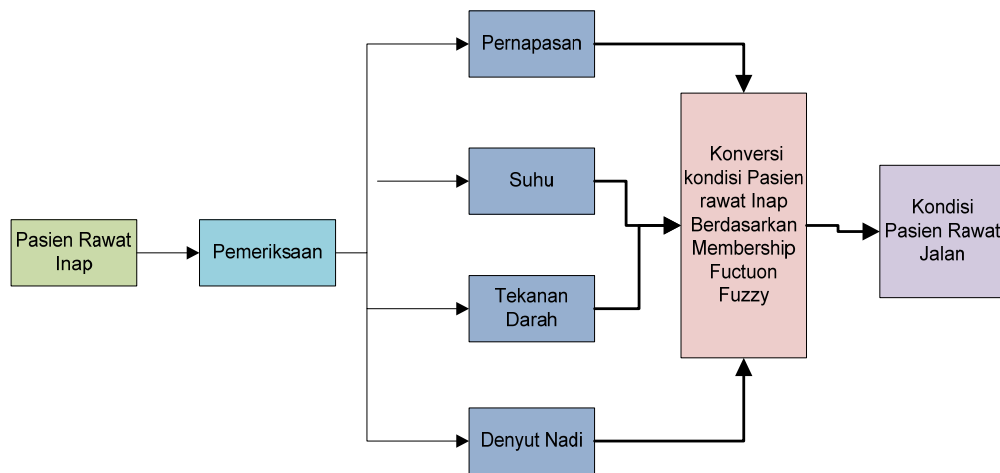 Pasien Rawat
Inap
Pemeriksaan
Pernapasan
Suhu
Tekanan
Darah
Denyut Nadi
Konversi
kondisi Pasien
rawat Inap
Berdasarkan
Membership
Fuctuon
Fuzzy
Kondisi
Pasien Rawat
Jalan